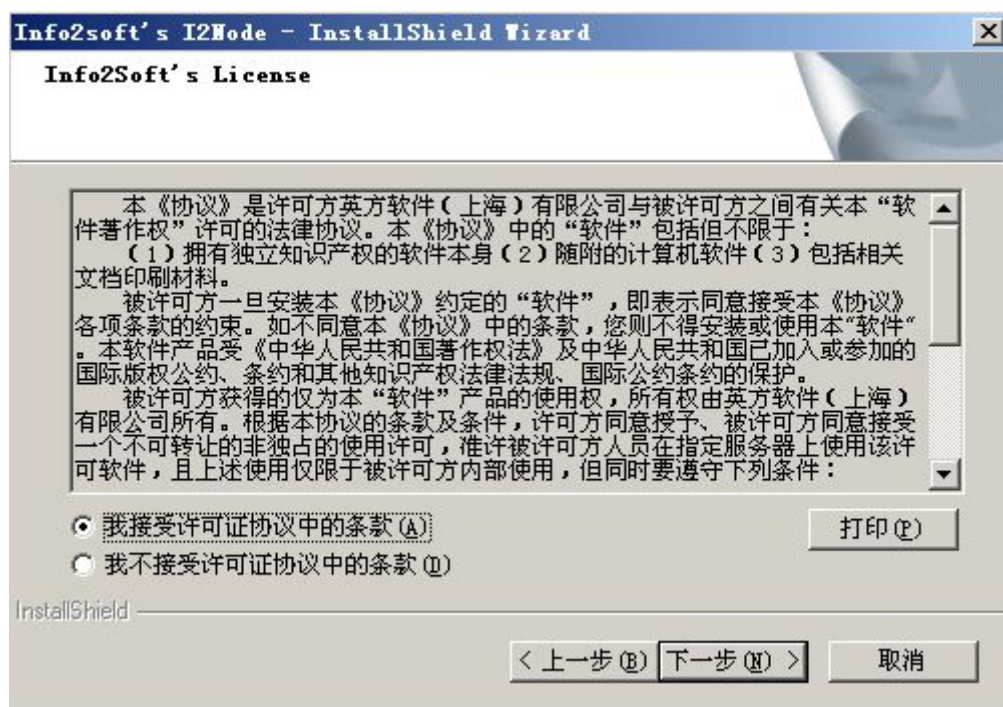 Info2soft's I2Node - InstallShield Wizard
Info2Soft's License
本《协议》是许可方英方软件(上海)有限公司与被许可方之间有关本“软
件著作权”许可的法律协议。本《协议》中的“软件”包括但不限于:
(1)拥有独立知识产权的软件本身(2)随附的计算机软件(3)包括相关
文档印刷材料。
被许可方一旦安装本《协议》约定的“软件”,即表示同意接受本《协议》
各项条款的约束。如不同意本《协议》中的条款,您则不得安装或使用本"软件"
。本软件产品受《中华人民共和国著作权法》及中华人民共和国已加入或参加的
国际版权公约、条约和其他知识产权法律法规、国际公约条约的保护。
被许可方获得的仅为本“软件”产品的使用权,所有权由英方软件(上海)
有限公司所有。根据本协议的条款及条件,许可方同意授予、被许可方同意接受
一个不可转让的非独占的使用许可,准许被许可方人员在指定服务器上使用该许
可软件,且上述使用仅限于被许可方内部使用,但同时要遵守下列条件:
我接受许可证协议中的条款(A)
打印(P)
我不接受许可证协议中的条款(D)
InstallShield
< 上一步(B)
下一步(N) >
取消